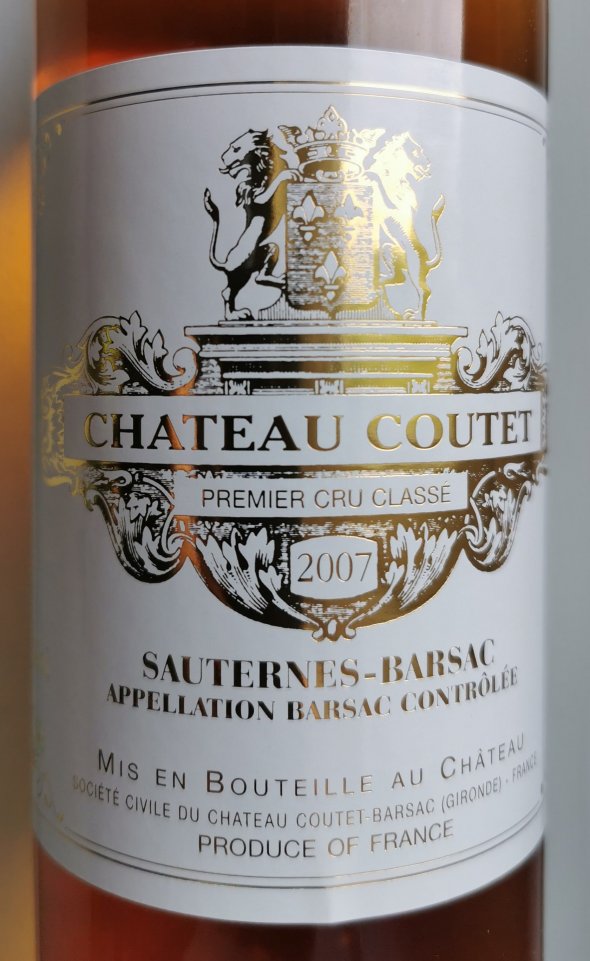 CHATEAU COUTET
PREMIER CRU CLASSÉ
2007
SAUTERNES-BARSAC
APPELLATION BARSAC CONTRÔLÉE
MIS EN BOUTEILLE AU CHÂTEAU
SOCIÉTÉ CIVILE DU CHATEAU COUTET-BARSAC (GIRONDE) - FRANCE
PRODUCE OF FRANCE